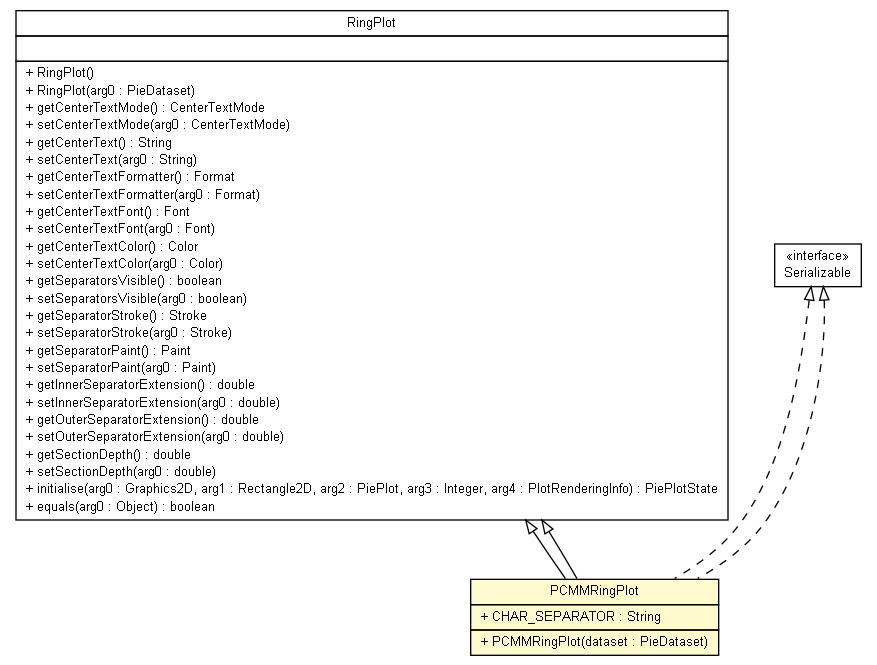 RingPlot
+ RingPlot()
+ RingPlot(arg0 : PieDataset)
+ getCenterTextMode() : CenterTextMode
+ setCenterTextMode(arg0 : CenterTextMode)
+ getCenterText() : String
+ setCenterText(arg0 : String)
+ getCenterTextFormatter() : Format
+ setCenterTextFormatter(arg0 : Format)
+ getCenterTextFont() : Font
+ setCenterTextFont(arg0 : Font)
+ getCenterTextColor() : Color
+ setCenterTextColor(arg0 : Color)
+ getSeparatorsVisible() : boolean
+ setSeparatorsVisible(arg0 : boolean)
+ getSeparatorStroke() : Stroke
+ setSeparatorStroke(arg0 : Stroke)
+ getSeparatorPaint() : Paint
+ setSeparatorPaint(arg0 : Paint)
+ getInnerSeparatorExtension() : double
+ setInnerSeparatorExtension(arg0 : double)
+ getOuterSeparatorExtension() : double
+ setOuterSeparatorExtension(arg0 : double)
+ getSectionDepth() : double
+ setSectionDepth(arg0 : double)
+ initialise(arg0 : Graphics2D, arg1 : Rectangle2D, arg2 : PiePlot, arg3 : Integer, arg4 : PlotRenderingInfo) : PiePlotState
+ equals(arg0 : Object) : boolean
«interface»
Serializable
PCMMRingPlot
+ CHAR_SEPARATOR : String
+ PCMMRingPlot(dataset : PieDataset)